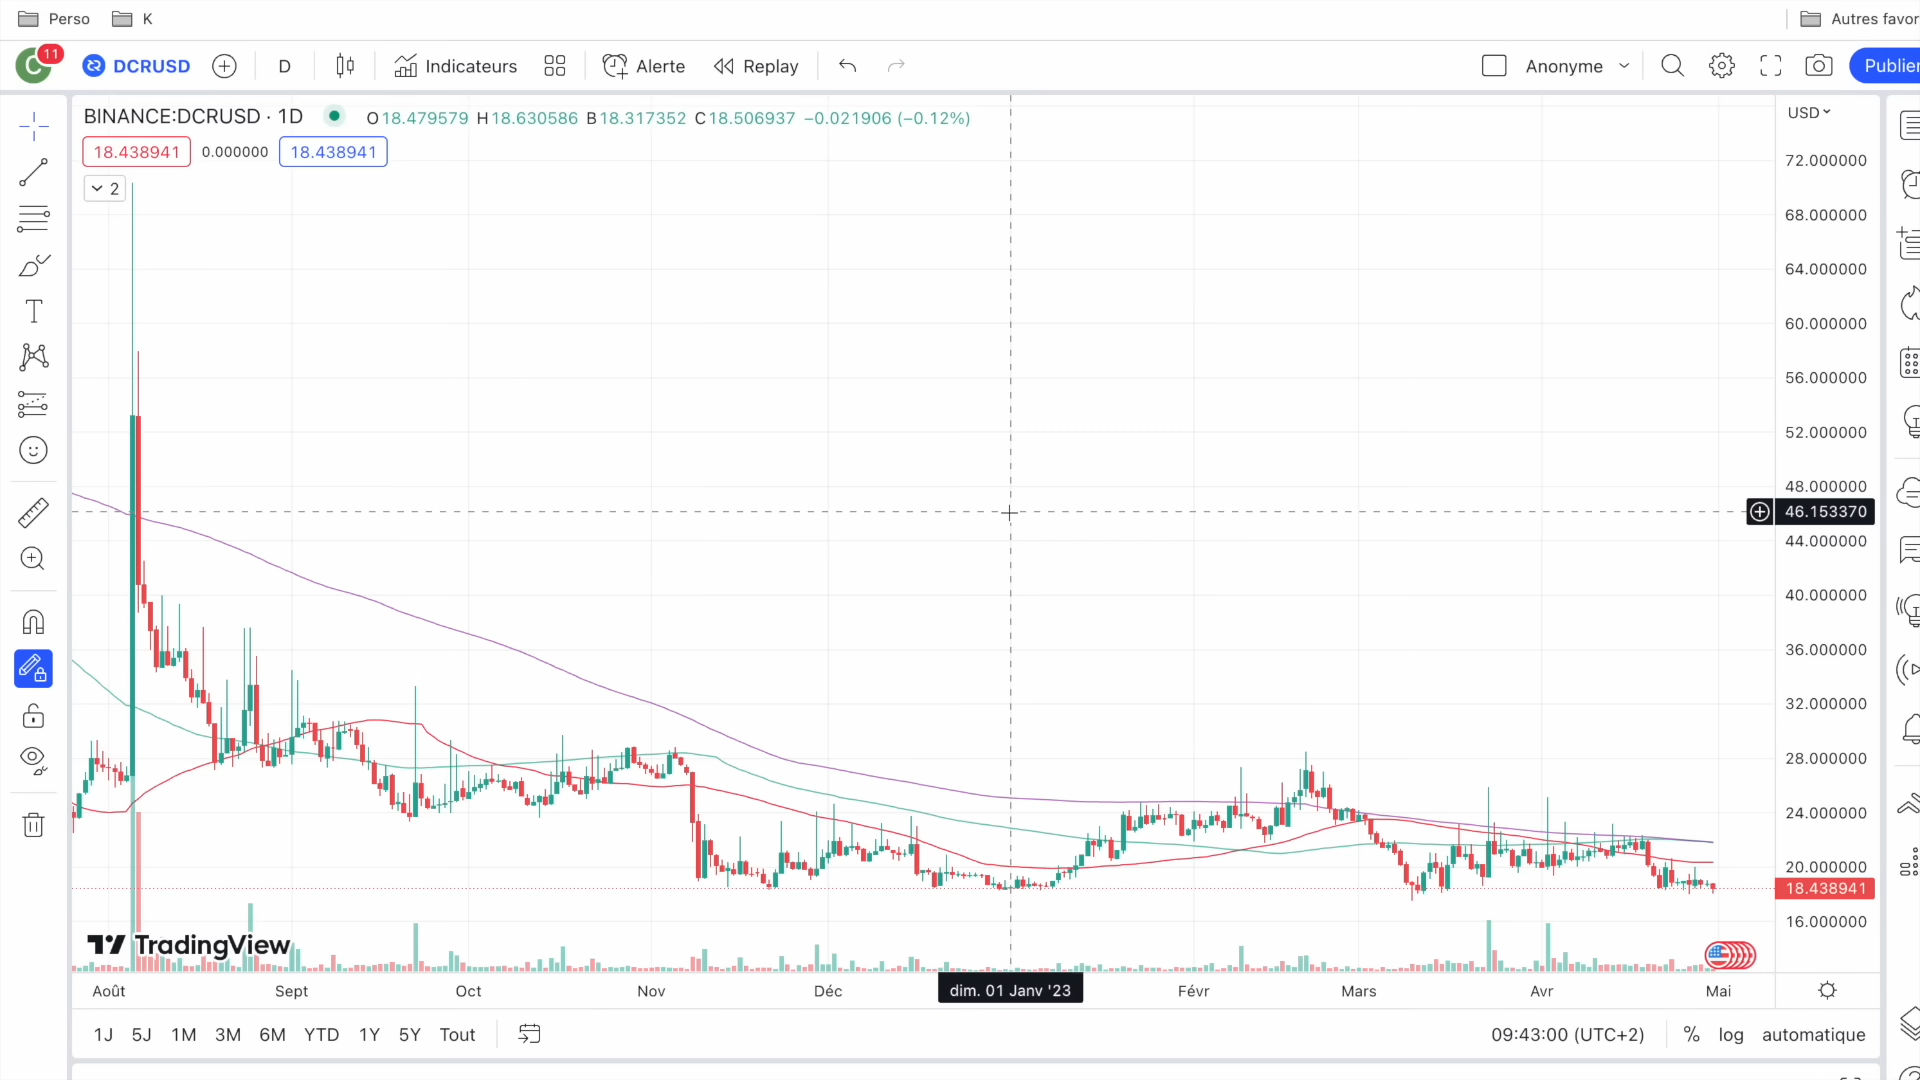 Perso K Autres favor
C 11 DCRUSD D Indicateurs Alerte Replay Anonyme Publier
BINANCE:DCRUSD · 1D O18.479579 H18.630586 B18.317352 C18.506937 −0.021906 (−0.12%)
USD
18.438941 0.000000 18.438941
2
72.000000
68.000000
64.000000
60.000000
56.000000
52.000000
48.000000
46.153370
44.000000
40.000000
36.000000
32.000000
28.000000
24.000000
20.000000
18.438941
16.000000
TradingView
Août Sept Oct Nov Déc dim. 01 Janv '23 Févr Mars Avr Mai
1J 5J 1M 3M 6M YTD 1Y 5Y Tout 09:43:00 (UTC+2) % log automatique